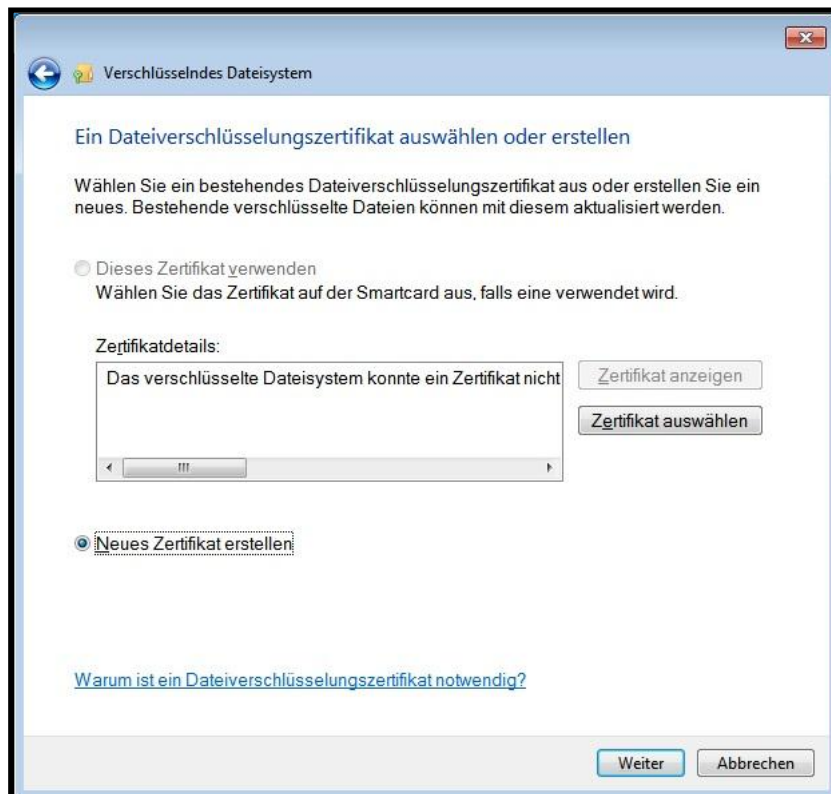 Verschlüsselndes Dateisystem
Ein Dateiverschlüsselungszertifikat auswählen oder erstellen
Wählen Sie ein bestehendes Dateiverschlüsselungszertifikat aus oder erstellen Sie ein
neues. Bestehende verschlüsselte Dateien können mit diesem aktualisiert werden.
Dieses Zertifikat verwenden
Wählen Sie das Zertifikat auf der Smartcard aus, falls eine verwendet wird.
Zertifikatdetails:
Das verschlüsselte Dateisystem konnte ein Zertifikat nicht
Zertifikat anzeigen
Zertifikat auswählen
Neues Zertifikat erstellen
Warum ist ein Dateiverschlüsselungszertifikat notwendig?
Weiter
Abbrechen